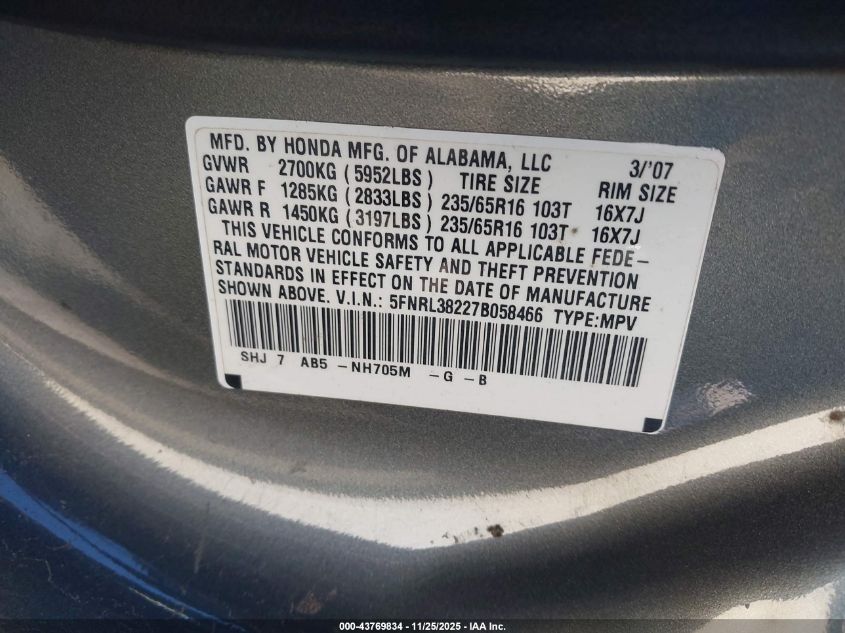 MFD. BY HONDA MFG. OF ALABAMA, LLC 3/'07
GVWR 2700KG (5952LBS) TIRE SIZE RIM SIZE
GAWR F 1285KG (2833LBS) 235/65R16 103T 16X7J
GAWR R 1450KG (3197LBS) 235/65R16 103T 16X7J
THIS VEHICLE CONFORMS TO ALL APPLICABLE FEDE-
RAL MOTOR VEHICLE SAFETY AND THEFT PREVENTION
STANDARDS IN EFFECT ON THE DATE OF MANUFACTURE
SHOWN ABOVE. V.I.N.: 5FNRL38227B058466 TYPE:MPV
SHJ 7 AB5 -NH705M -G -B
000-43769834 - 11/25/2025 - IAA Inc.